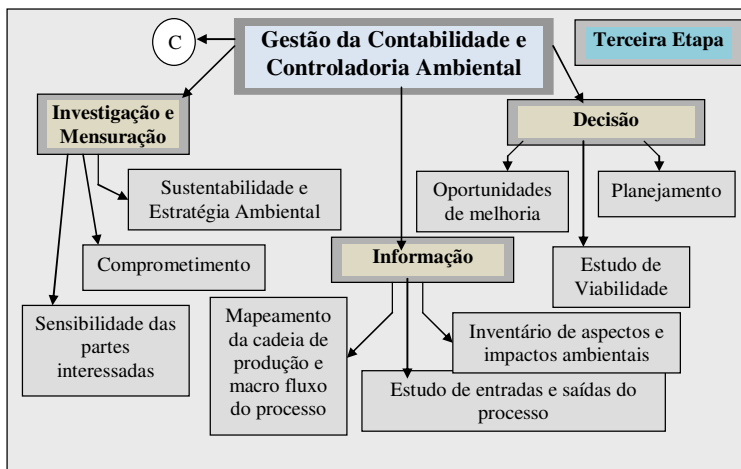 C
Gestão da Contabilidade e
Controladoria Ambiental
Terceira Etapa
Investigação e
Mensuração
Decisão
Sustentabilidade e
Estratégia Ambiental
Oportunidades
de melhoria
Planejamento
Comprometimento
Informação
Estudo de
Viabilidade
Sensibilidade das
partes
interessadas
Mapeamento
da cadeia de
produção e
macro fluxo
do processo
Inventário de aspectos e
impactos ambientais
Estudo de entradas e saídas do
processo